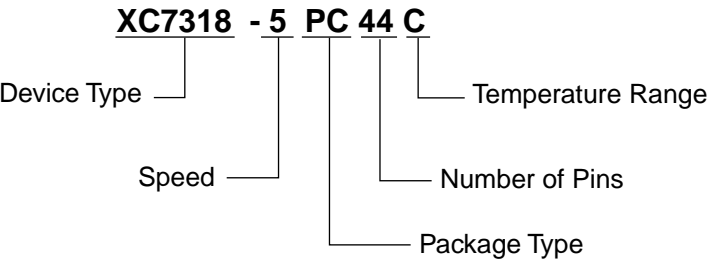 XC7318 - 5 PC 44 C
Device Type
Temperature Range
Speed
Number of Pins
Package Type